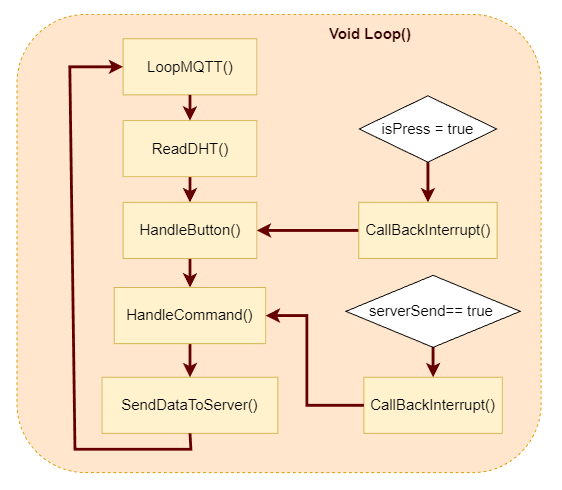 Void Loop()
LoopMQTT()
isPress = true
ReadDHT()
HandleButton()
CallBackInterrupt()
HandleCommand()
serverSend== true
SendDataToServer()
CallBackInterrupt()